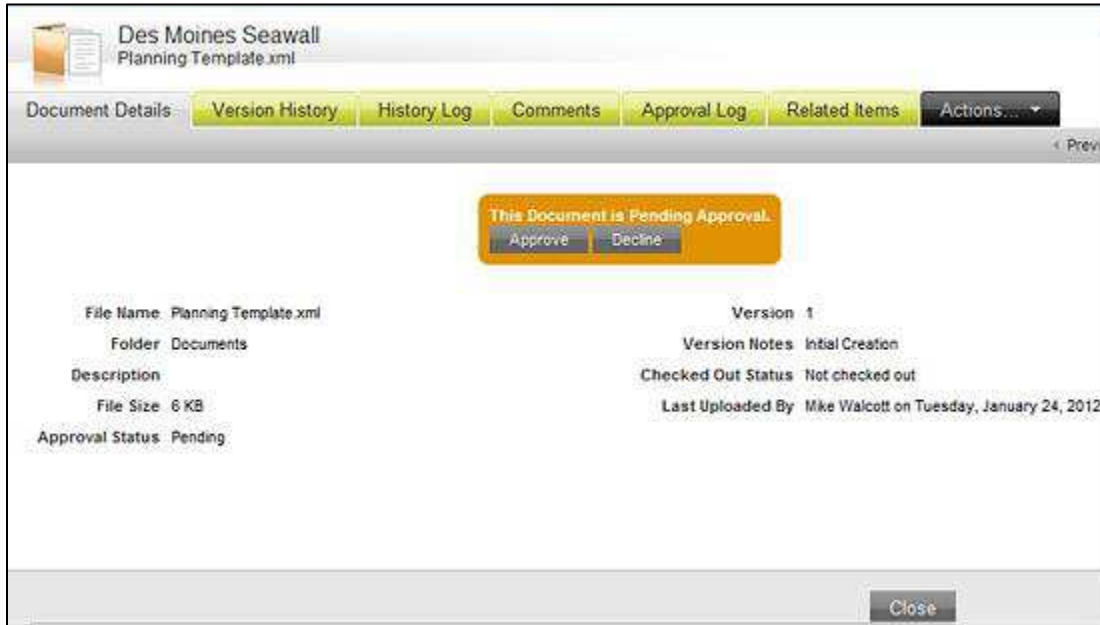 Des Moines Seawall
Planning Template.xml
Document Details Version History History Log Comments Approval Log Related Items Actions...
This Document is Pending Approval.
Approve Decline
File Name Planning Template.xml
Folder Documents
Description
File Size 6 KB
Approval Status Pending
Version 1
Version Notes Initial Creation
Checked Out Status Not checked out
Last Uploaded By Mike Walcott on Tuesday, January 24, 2012
Close